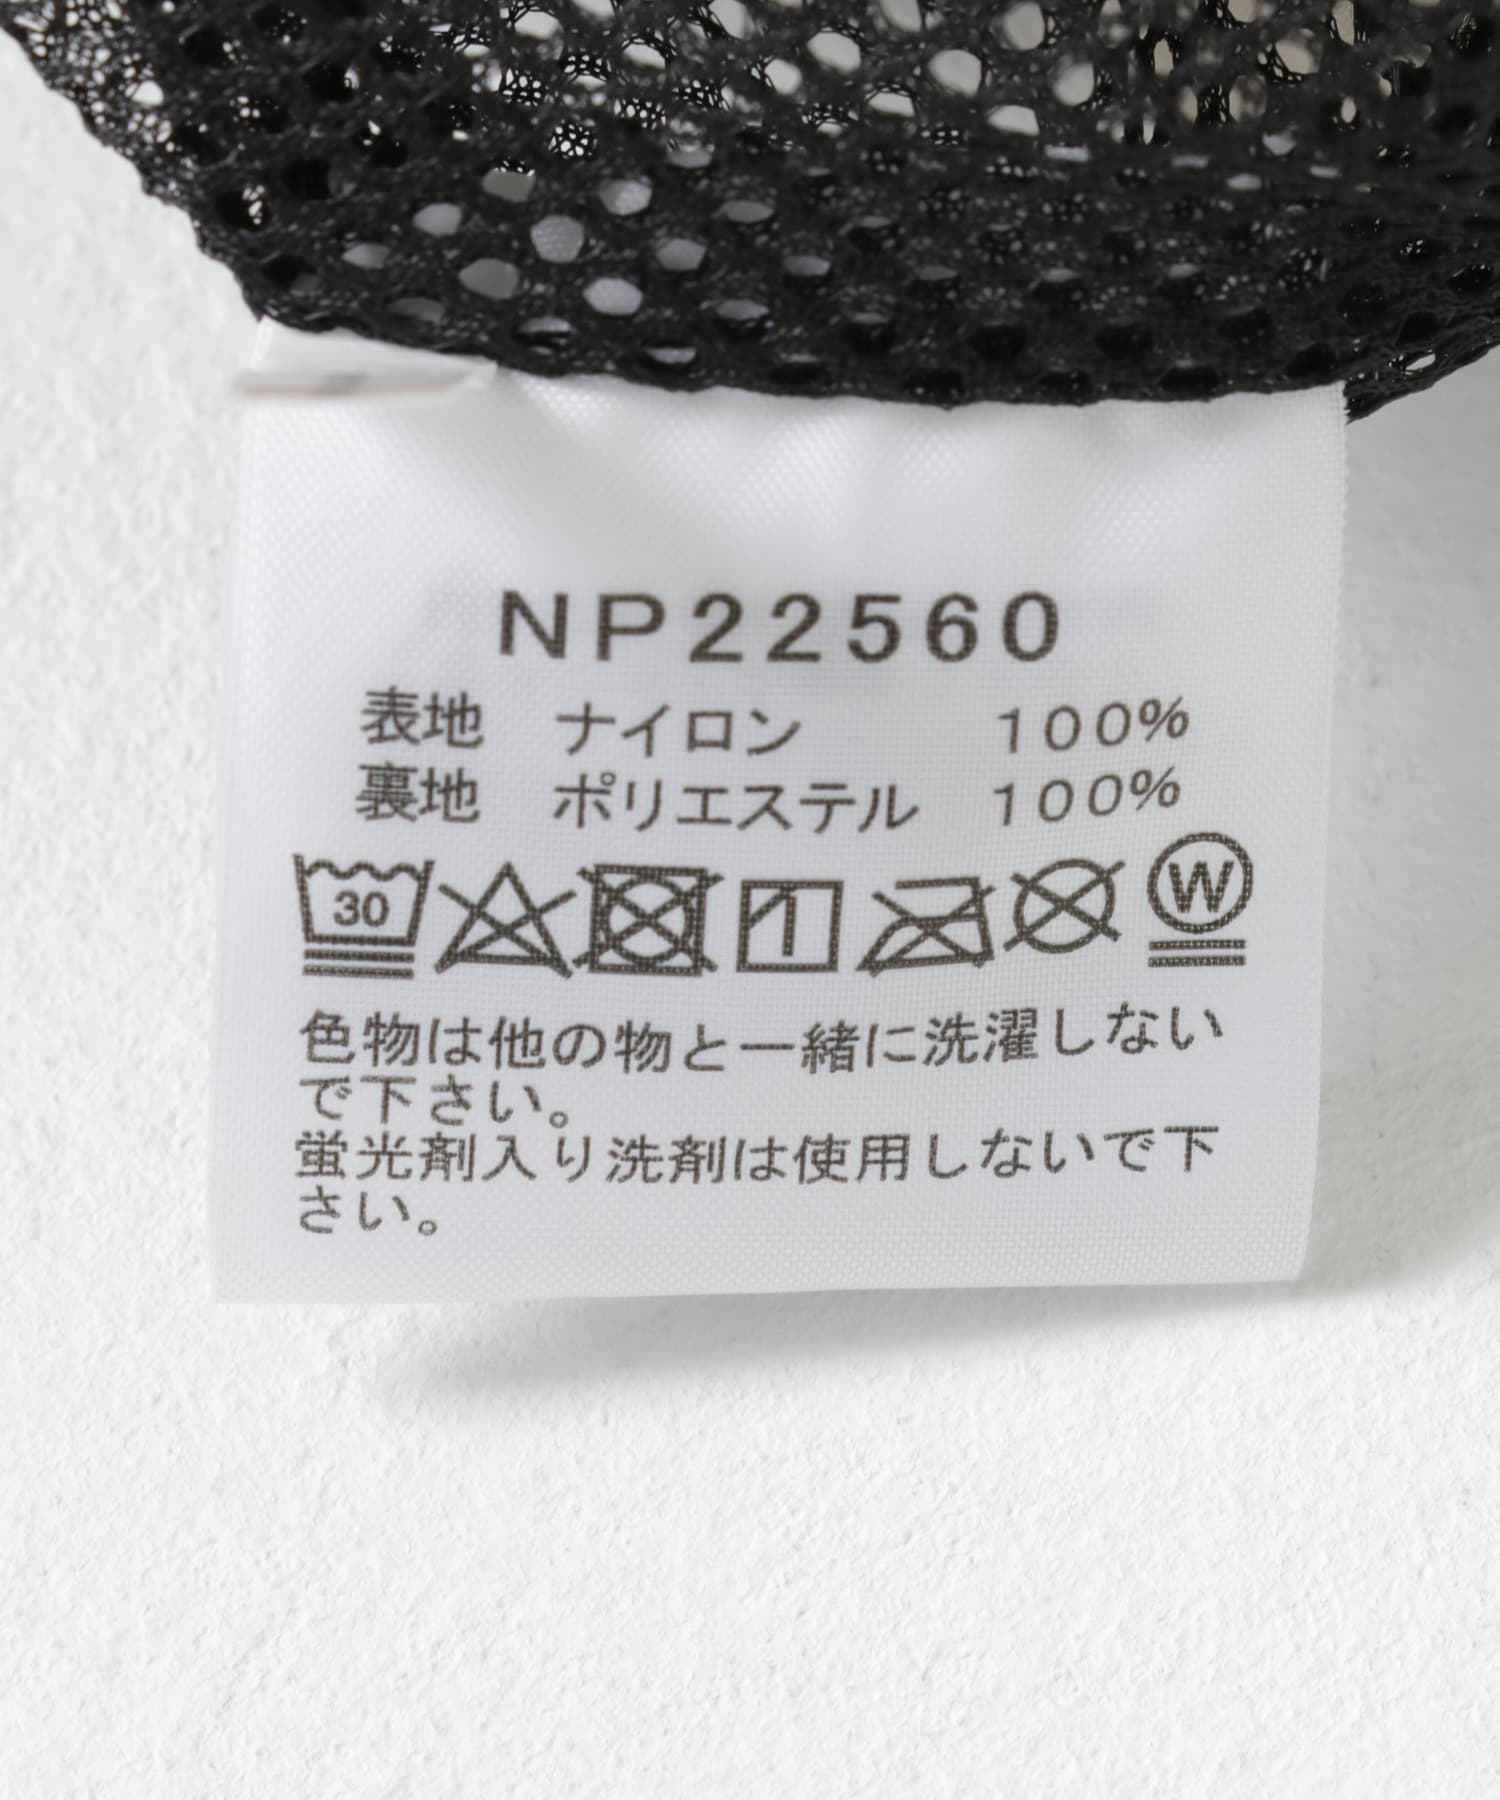 NP22560
表地 ナイロン 100%
裏地 ポリエステル 100%
30 W
色物は他の物と一緒に洗濯しない
で下さい。
蛍光剤入り洗剤は使用しないで下
さい。